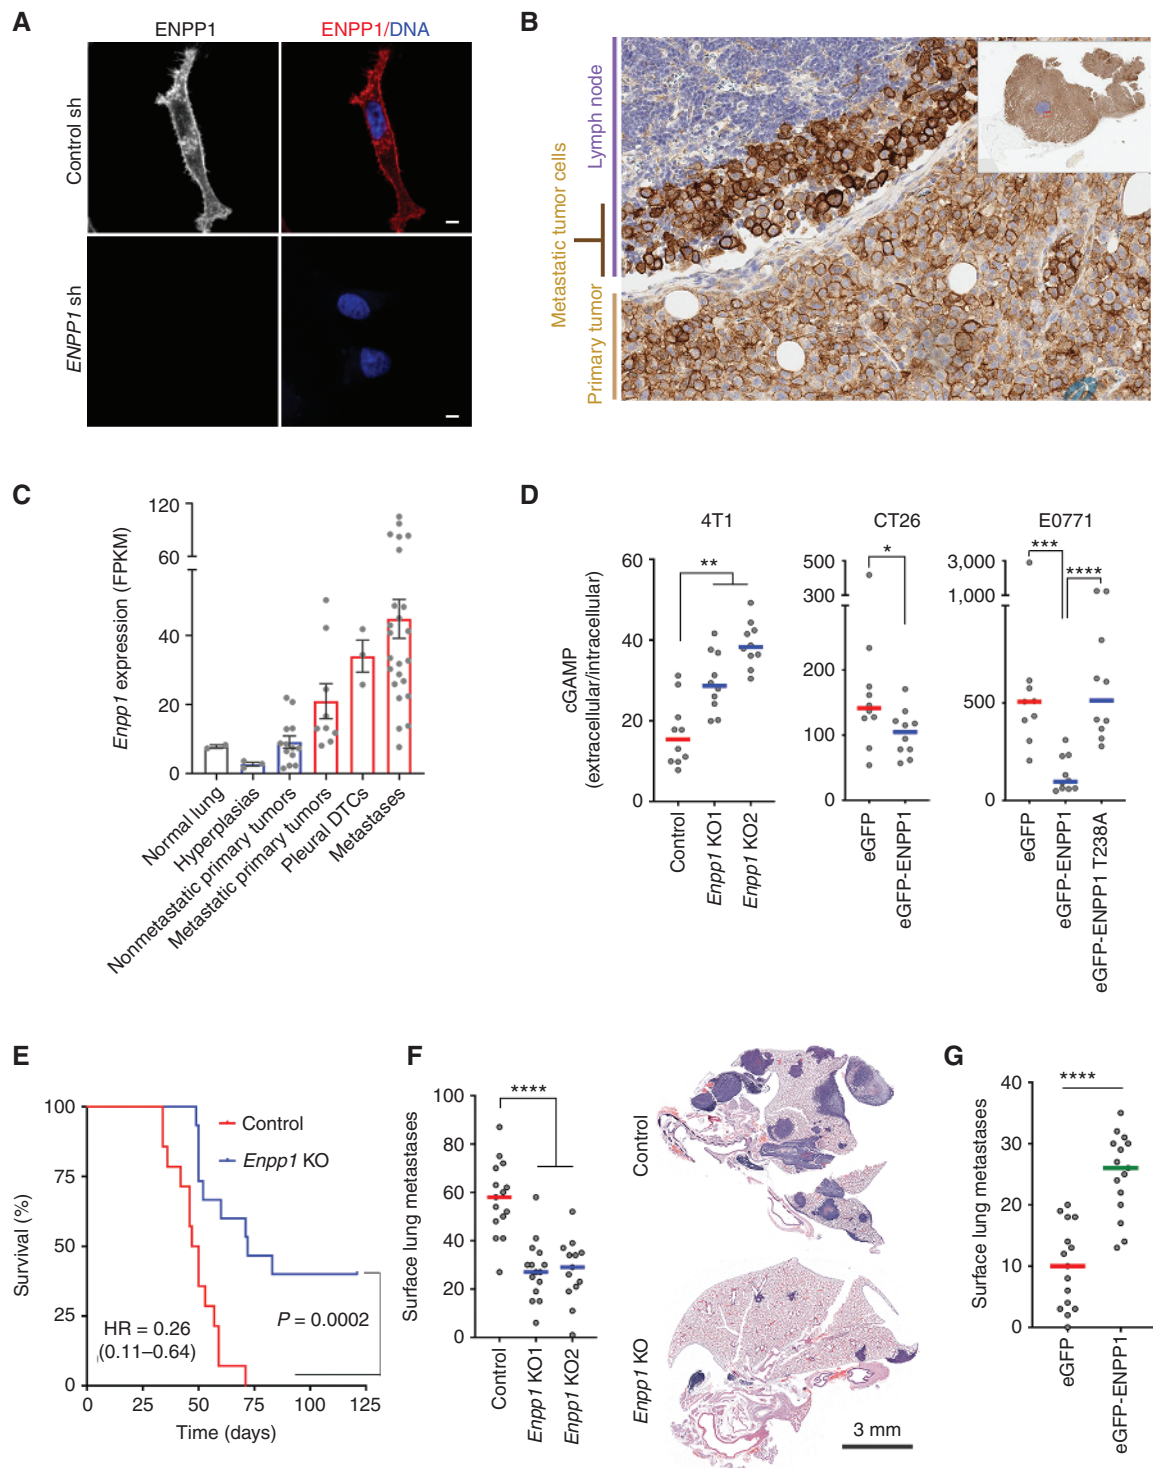 A
ENPP1
ENPP1/DNA
Control sh
ENPP1 sh
B
Lymph node
Metastatic tumor cells
Primary tumor
C
Enpp1 expression (FPKM)
120
60
40
20
0
Normal lung
Hyperplasias
Nonmetastatic primary tumors
Metastatic primary tumors
Pleural DTCs
Metastases
D
cGAMP
(extracellular/intracellular)
4T1
**
60
40
20
0
Control
Enpp1 KO1
Enpp1 KO2
CT26
*
500
300
200
100
0
eGFP
eGFP-ENPP1
E0771
***
****
3,000
1,000
500
0
eGFP
eGFP-ENPP1
eGFP-ENPP1 T238A
E
Survival (%)
100
75
50
25
0
Control
Enpp1 KO
P = 0.0002
HR = 0.26
(0.11–0.64)
0 25 50 75 100 125
Time (days)
F
Surface lung metastases
****
100
80
60
40
20
0
Control
Enpp1 KO1
Enpp1 KO2
Control
Enpp1 KO
3 mm
G
Surface lung metastases
****
40
30
20
10
0
eGFP
eGFP-ENPP1